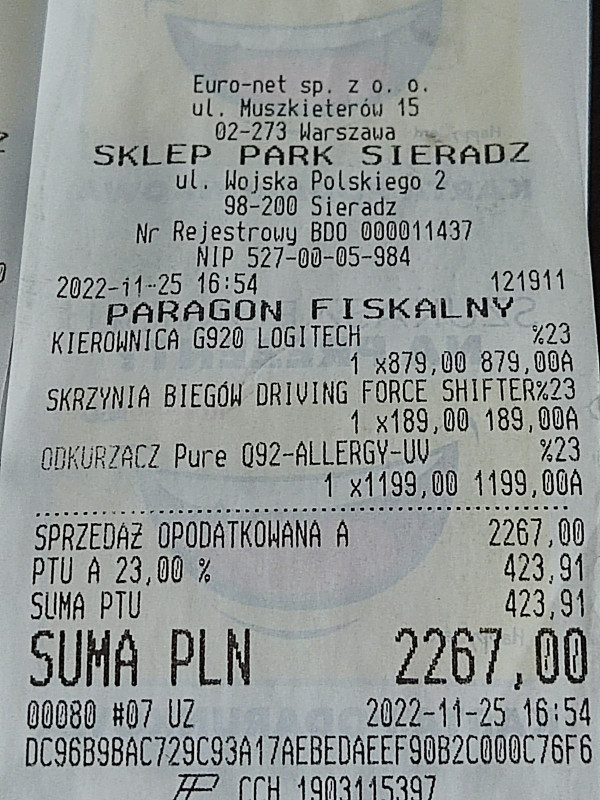 Euro-net sp. z o. o.
ul. Muszkieterów 15
02-273 Warszawa
SKLEP PARK SIERADZ
ul. Wojska Polskiego 2
98-200 Sieradz
Nr Rejestrowy BDO 000011437
NIP 527-00-05-984
2022-11-25 16:54 121911
PARAGON FISKALNY
KIEROWNICA G920 LOGITECH %23
1 x879,00 879,00A
SKRZYNIA BIEGÓW DRIVING FORCE SHIFTER%23
1 x189,00 189,00A
ODKURZACZ Pure Q92-ALLERGY-UV %23
1 x1199,00 1199,00A
SPRZEDAŻ OPODATKOWANA A 2267,00
PTU A 23,00 % 423,91
SUMA PTU 423,91
SUMA PLN 2267,00
00080 #07 UZ 2022-11-25 16:54
DC96B9BAC729C93A17AEBEDAEEF90B2C000C76F6
CCH 1903115397